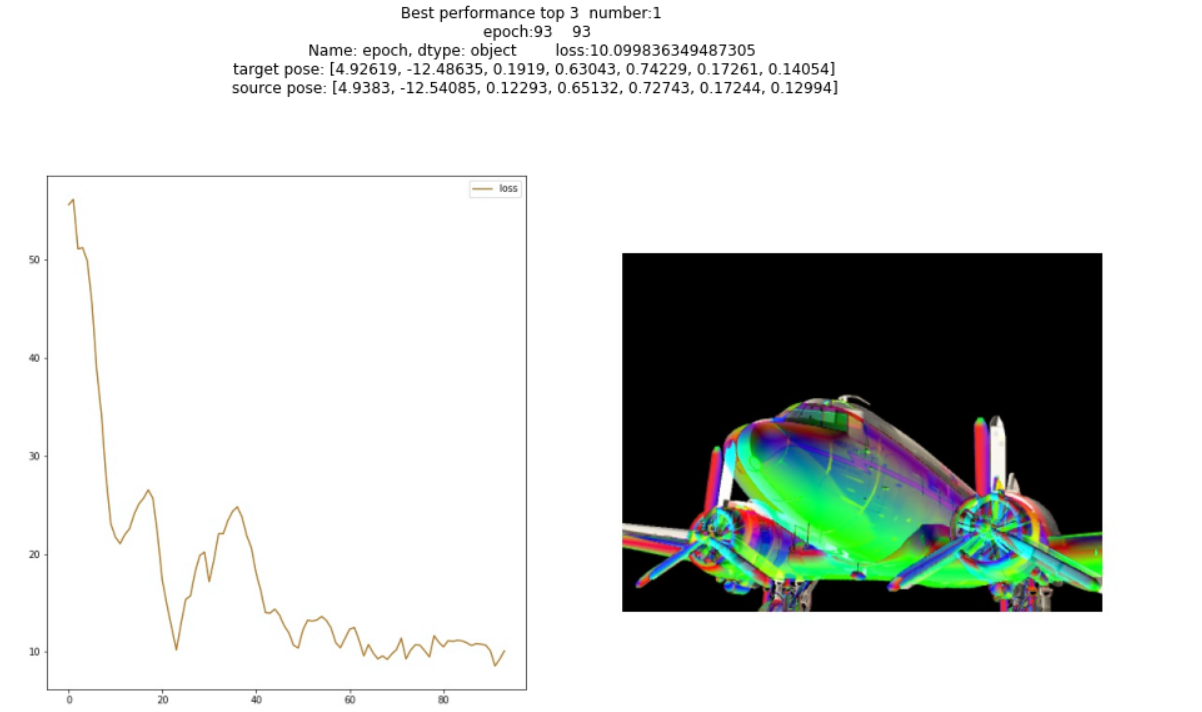 Best performance top 3 number:1
epoch:93 93
Name: epoch, dtype: object loss:10.099836349487305
target pose: [4.92619, -12.48635, 0.1919, 0.63043, 0.74229, 0.17261, 0.14054]
source pose: [4.9383, -12.54085, 0.12293, 0.65132, 0.72743, 0.17244, 0.12994]
loss
50
40
30
20
10
0 20 40 60 80